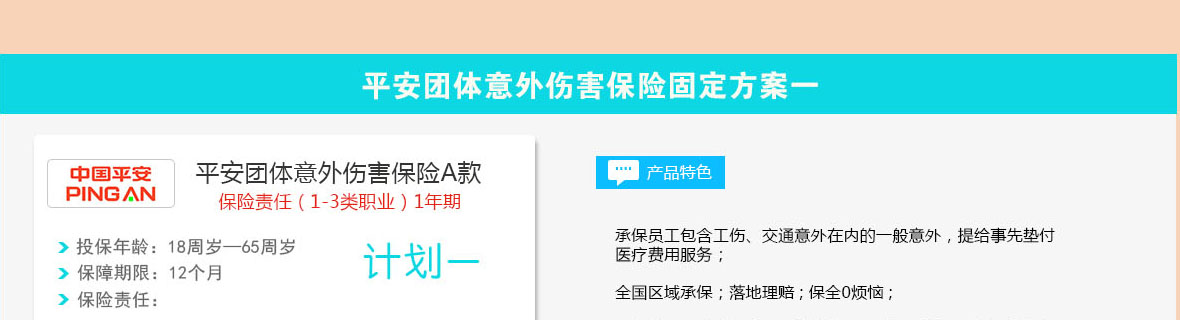 平安团体意外伤害保险固定方案一
中国平安
PING AN
平安团体意外伤害保险A款
保险责任（1-3类职业）1年期
投保年龄：18周岁—65周岁
保障期限：12个月
保险责任：
计划一
产品特色
承保员工包含工伤、交通意外在内的一般意外，提给事先垫付
医疗费用服务；
全国区域承保；落地理赔；保全0烦恼；